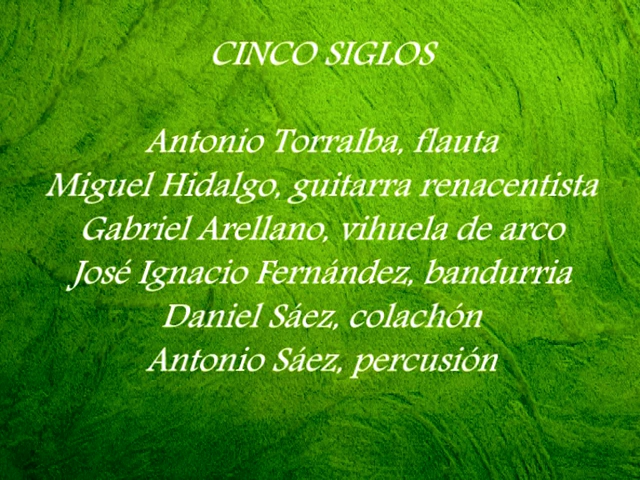 CINCO SIGLOS
Antonio Torralba, flauta
Miguel Hidalgo, guitarra renacentista
Gabriel Arellano, vihuela de arco
José Ignacio Fernández, bandurria
Daniel Sáez, colachón
Antonio Sáez, percusión